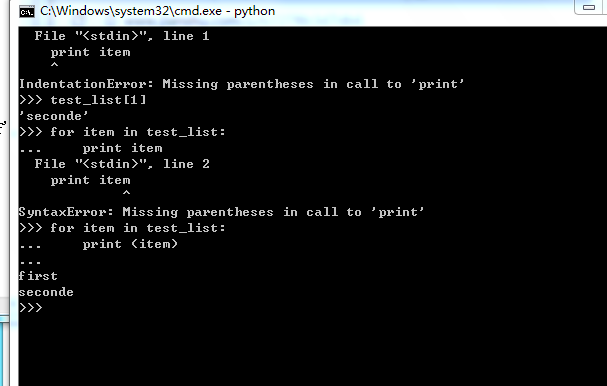 C:\Windows\system32\cmd.exe - python
File "<stdin>", line 1
print item
^
IndentationError: Missing parentheses in call to 'print'
>>> test_list[1]
'seconde'
>>> for item in test_list:
...     print item
File "<stdin>", line 2
print item
^
SyntaxError: Missing parentheses in call to 'print'
>>> for item in test_list:
...     print (item)
...
first
seconde
>>>